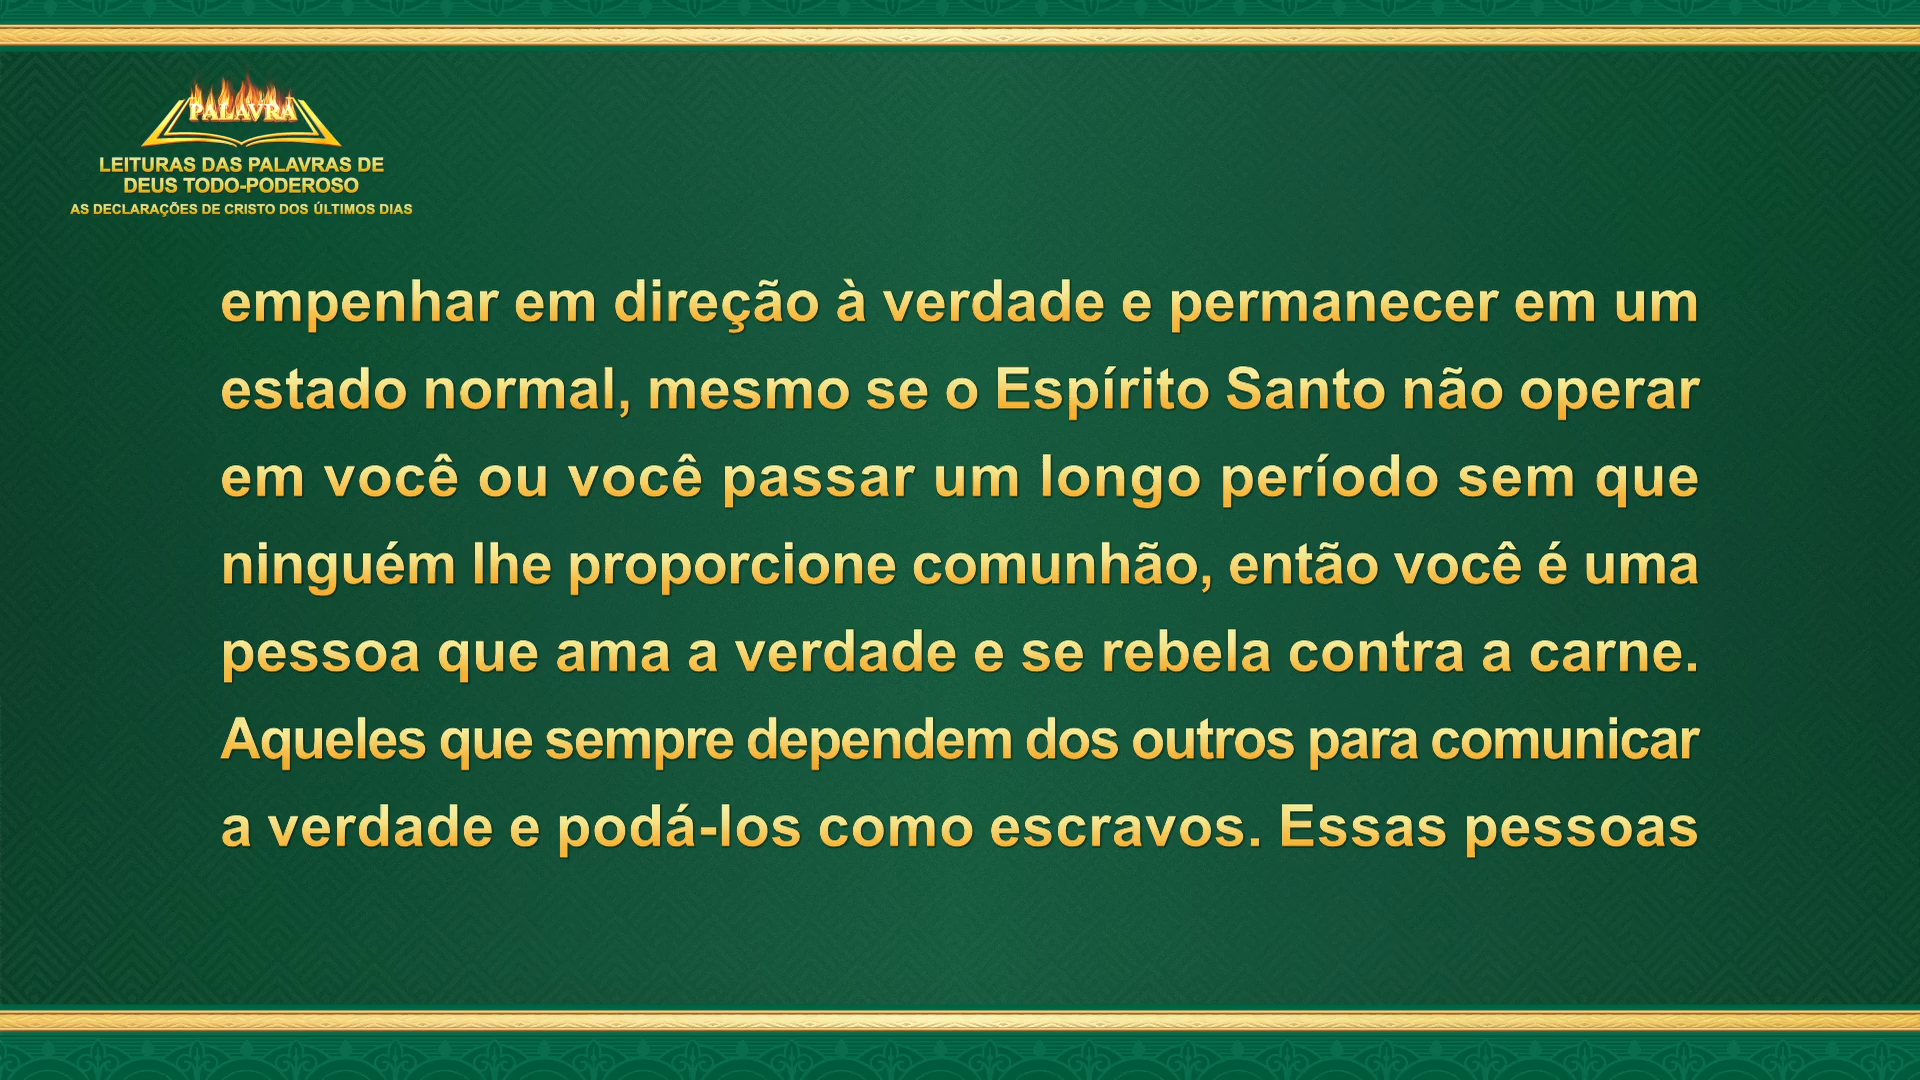 PALAVRA
LEITURAS DAS PALAVRAS DE
DEUS TODO-PODEROSO
AS DECLARAÇÕES DE CRISTO DOS ÚLTIMOS DIAS
empenhar em direção à verdade e permanecer em um
estado normal, mesmo se o Espírito Santo não operar
em você ou você passar um longo período sem que
ninguém lhe proporcione comunhão, então você é uma
pessoa que ama a verdade e se rebela contra a carne.
Aqueles que sempre dependem dos outros para comunicar
a verdade e podá-los como escravos. Essas pessoas